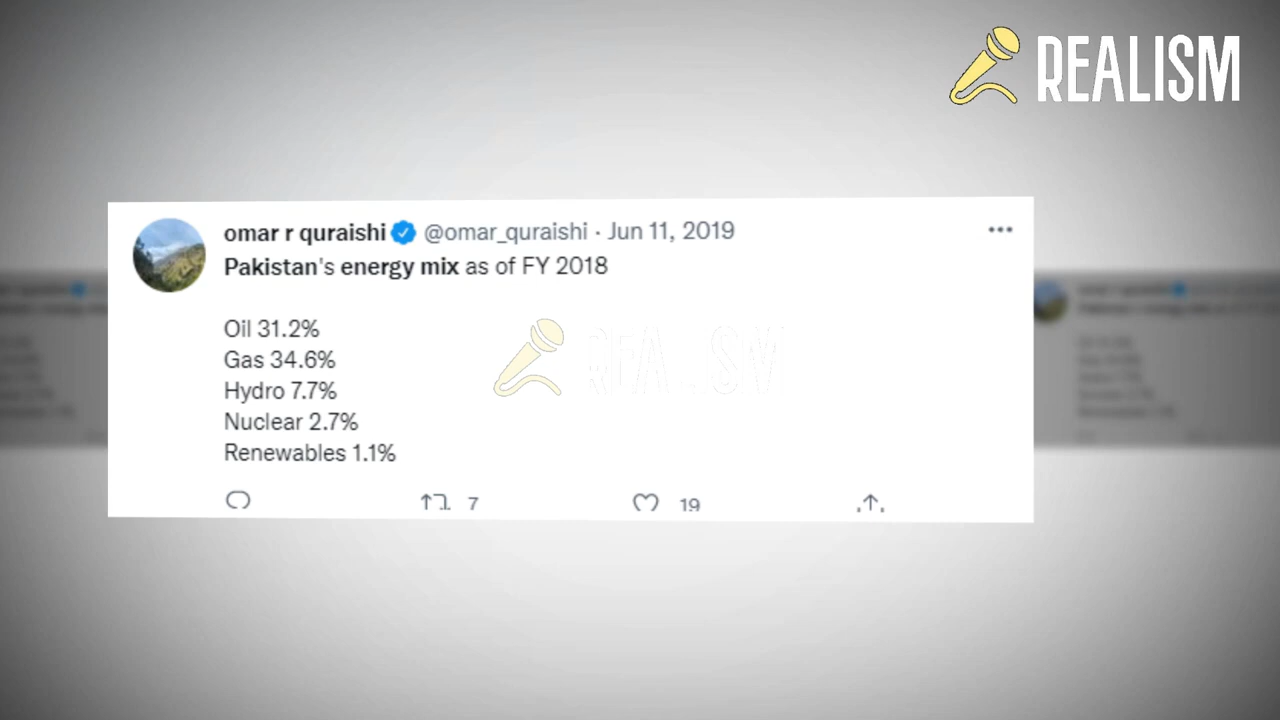 REALISM
omar r quraishi @omar_quraishi · Jun 11, 2019
Pakistan's energy mix as of FY 2018
Oil 31.2%
Gas 34.6%
REALISM
Hydro 7.7%
Nuclear 2.7%
Renewables 1.1%
7 19